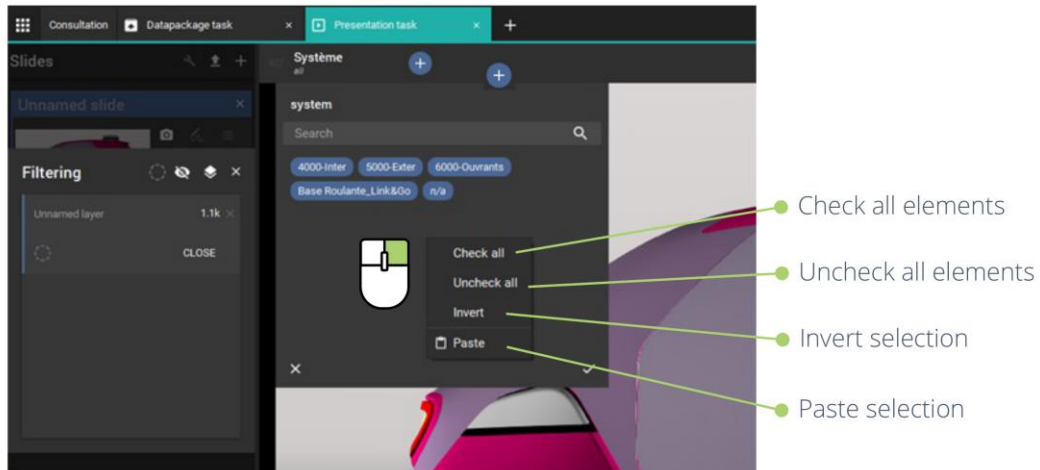 Consultation Datapackage task × Presentation task × +
Slides
Système
all
Unnamed slide
system
Search
4000-Inter 5000-Exter 6000-Ouvrants
Base Roulante_Link&Go n/a
Filtering
Unnamed layer 1.1k ×
CLOSE
Check all
Uncheck all
Invert
Paste
Check all elements
Uncheck all elements
Invert selection
Paste selection